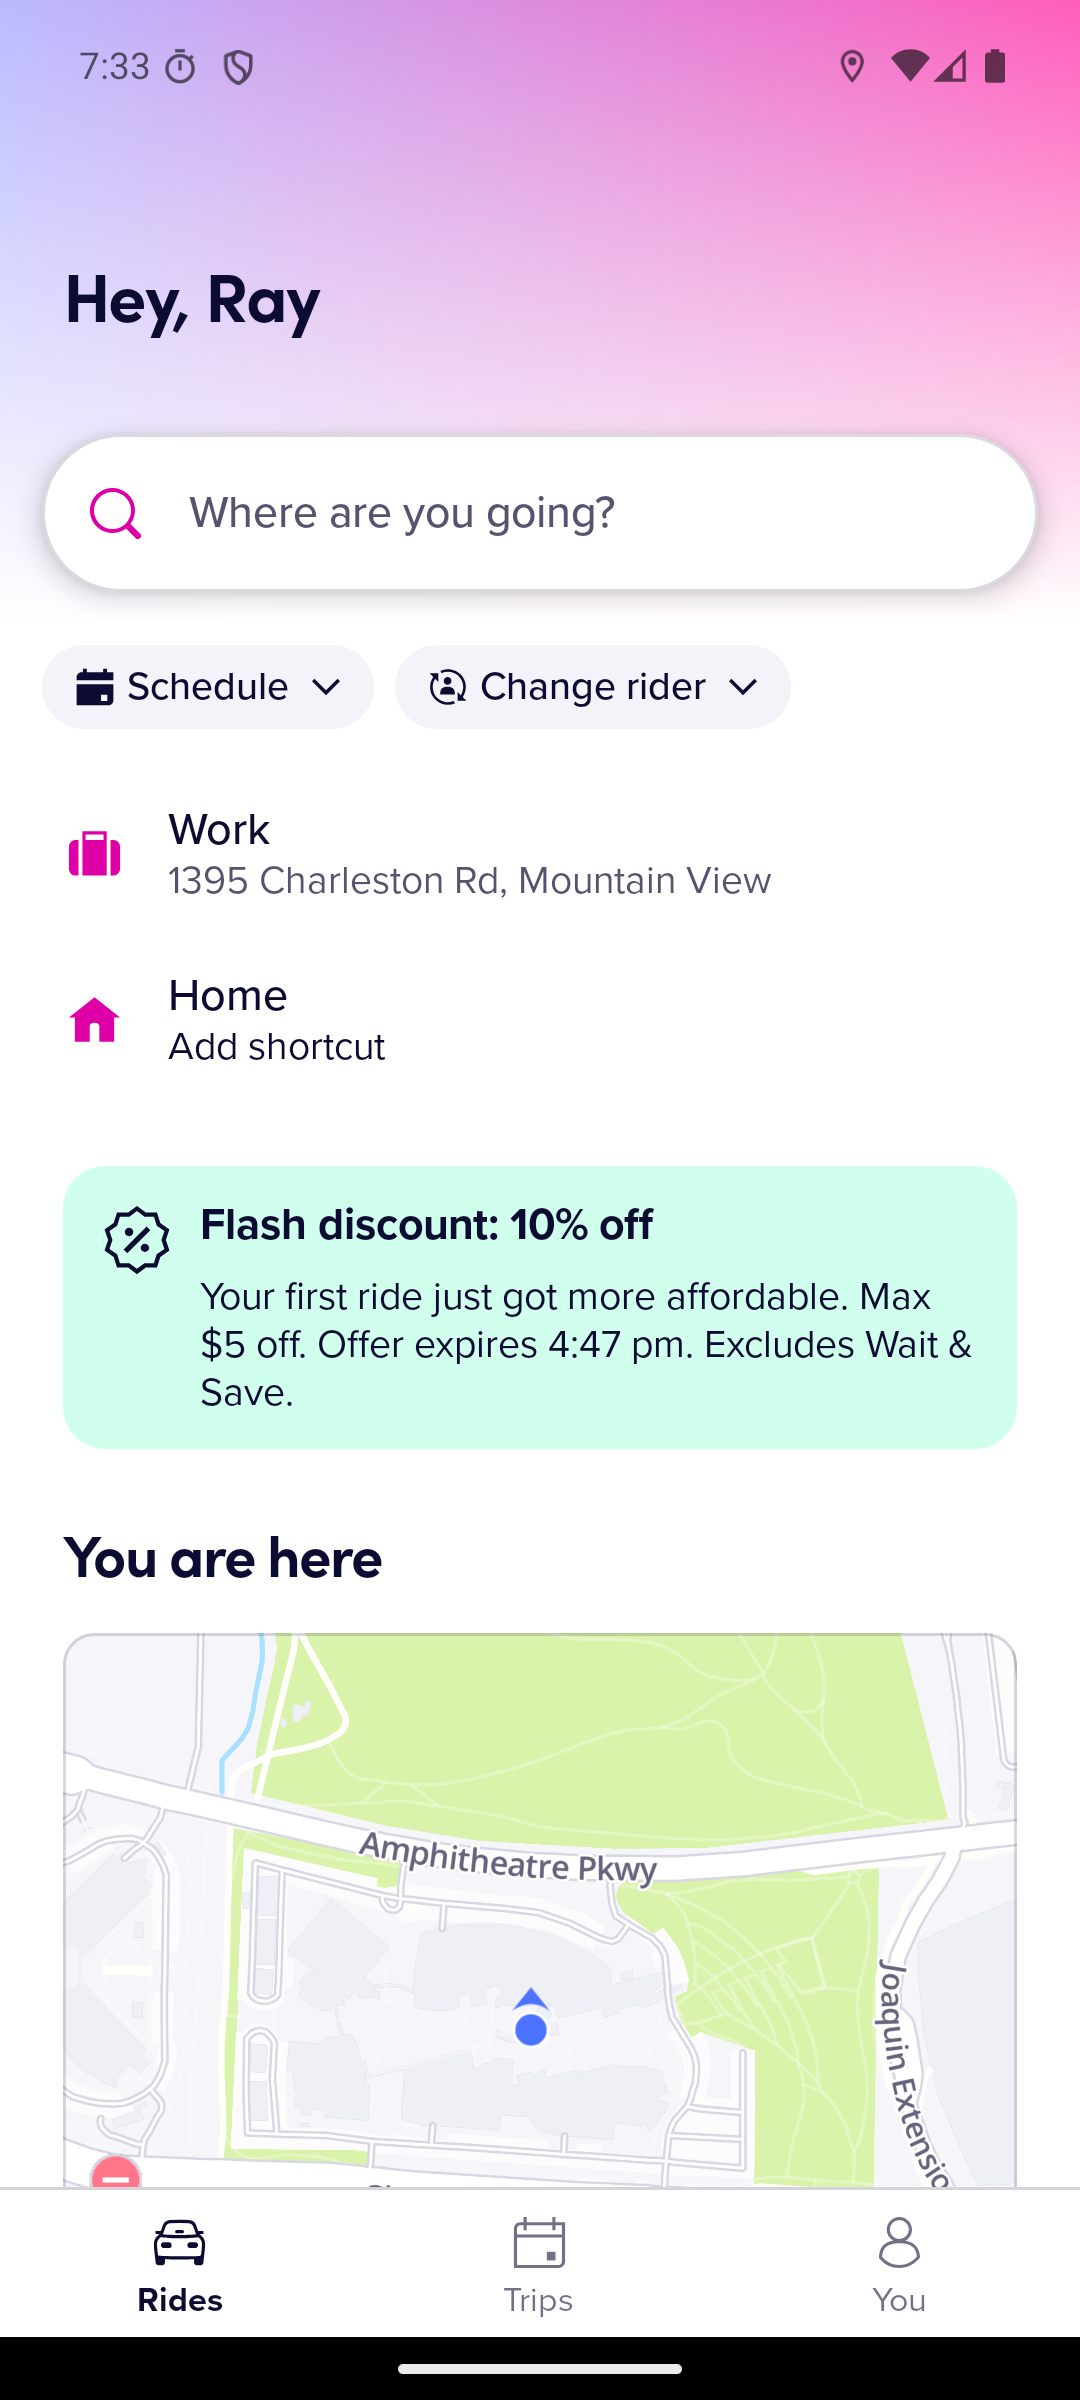 7:33
Hey, Ray
Where are you going?
Schedule
Change rider
Work
1395 Charleston Rd, Mountain View
Home
Add shortcut
Flash discount: 10% off
Your first ride just got more affordable. Max
$5 off. Offer expires 4:47 pm. Excludes Wait &
Save.
You are here
Amphitheatre Pkwy
Joaquin Extensio
Rides
Trips
You